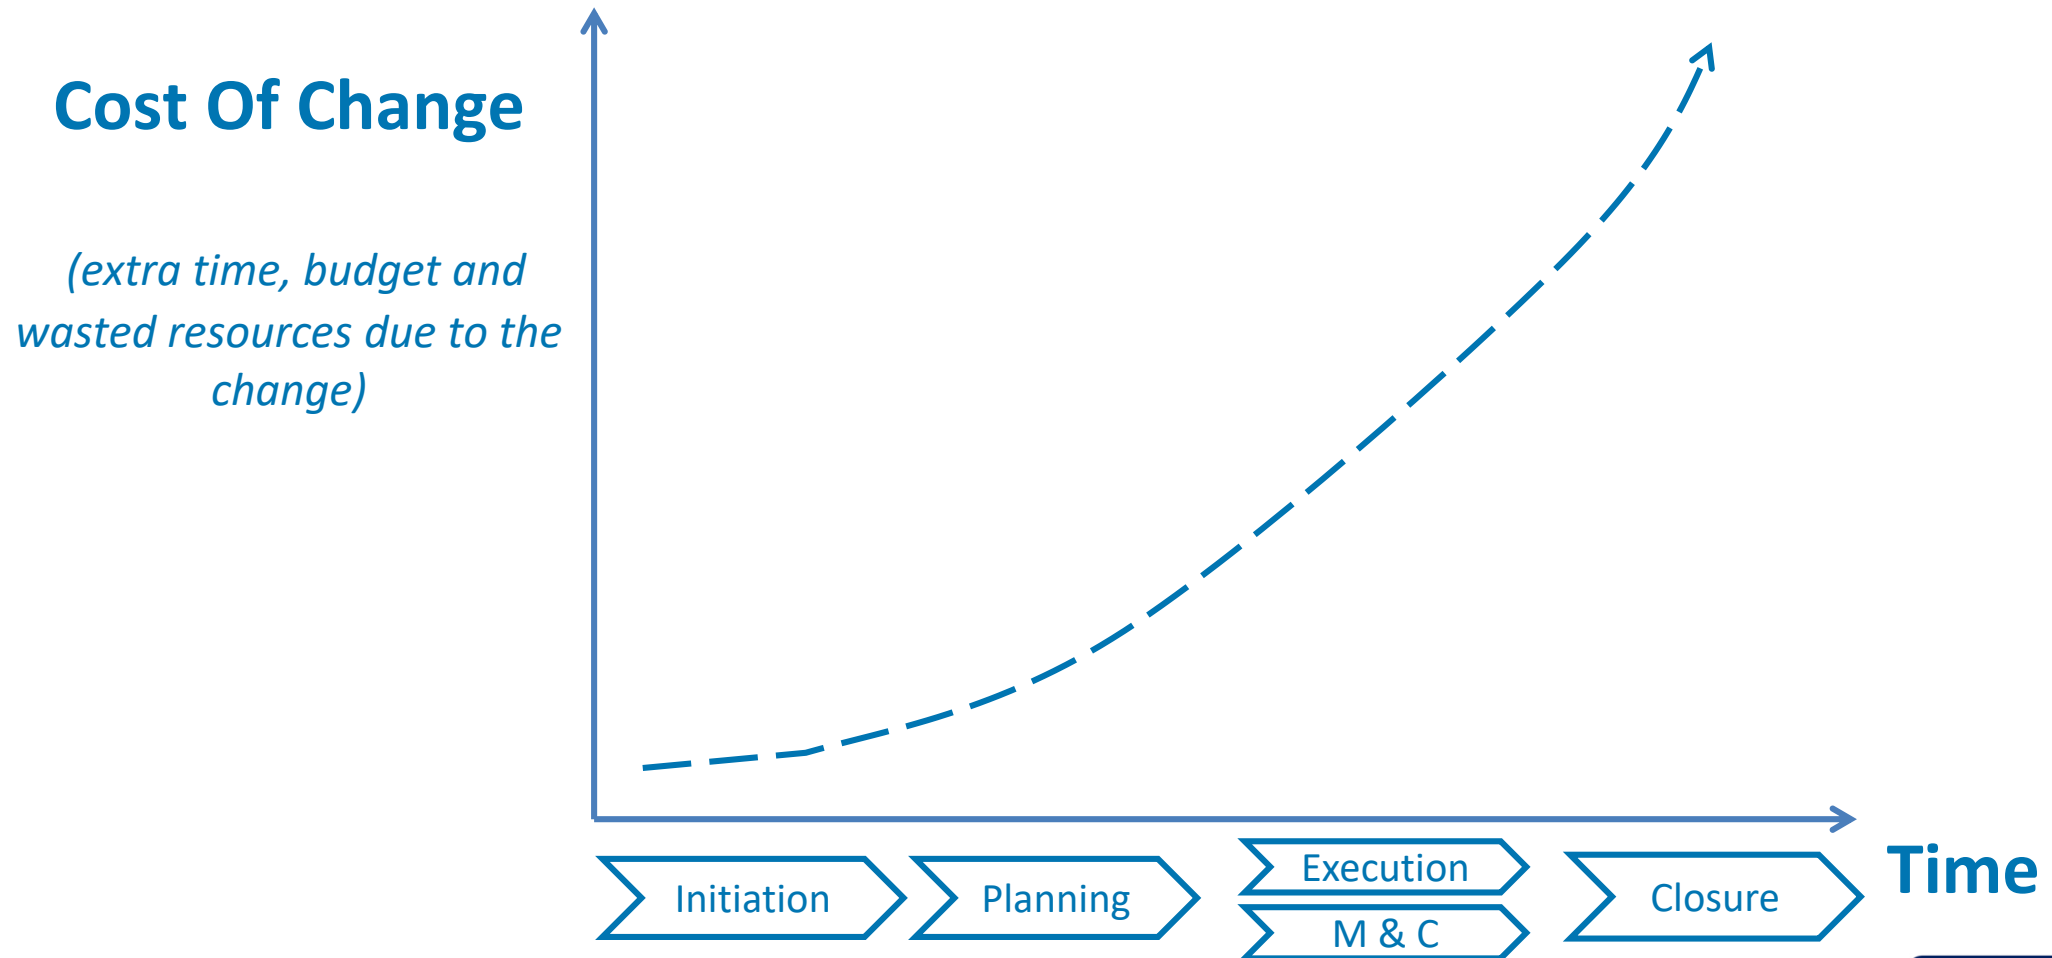 Cost Of Change
(extra time, budget and
wasted resources due to the
change)
Initiation
Planning
Execution
M & C
Closure
Time